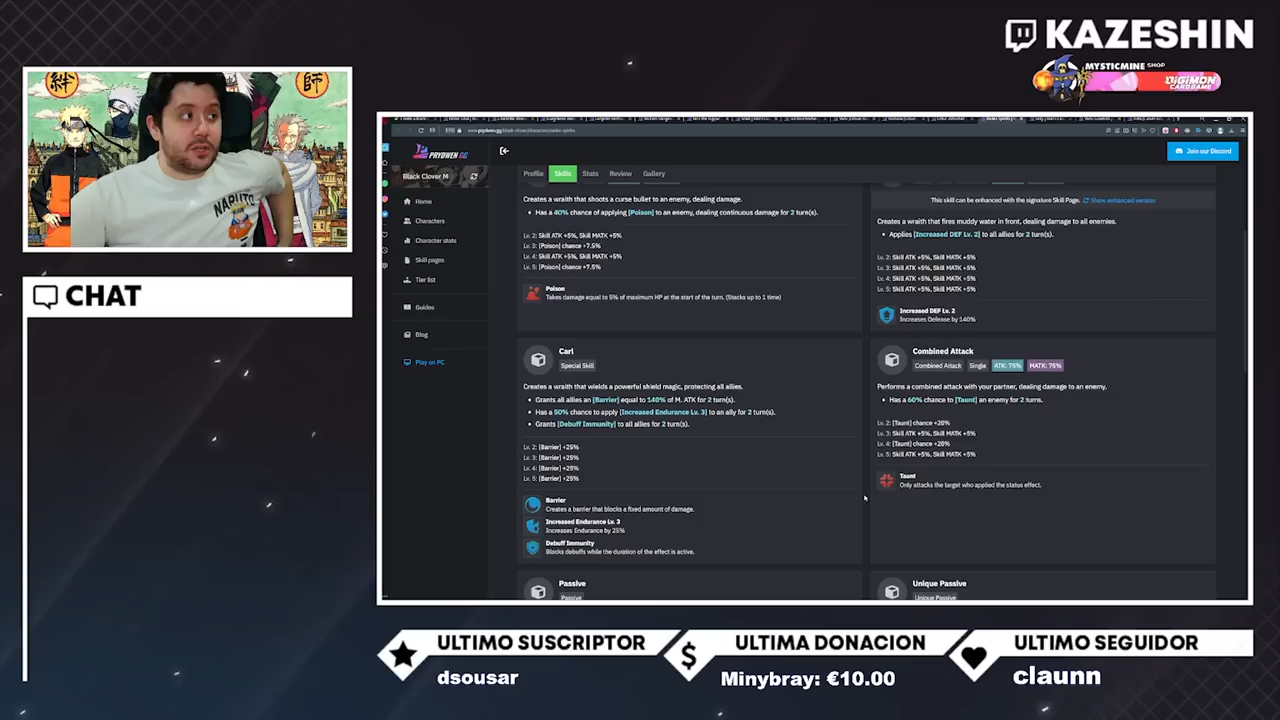 KAZESHIN
MYSTICMINE SHOP
DIGIMON
CARD GAME
絆
師
NARUTO
CHAT
PRYDWEN GG
Join our Discord
Black Clover M
Home
Characters
Character stats
Skill pages
Tier list
Guides
Blog
Play on PC
Profile
Skills
Stats
Review
Gallery
Creates a wraith that shoots a curse bullet to an enemy, dealing damage.
Has a 40% chance of applying [Poison] to an enemy, dealing continuous damage for 2 turn(s).
Lv. 2: Skill ATK +5%, Skill MATK +5%
Lv. 3: [Poison] chance +7.5%
Lv. 4: Skill ATK +5%, Skill MATK +5%
Lv. 5: [Poison] chance +7.5%
Poison
Takes damage equal to 5% of maximum HP at the start of the turn. (Stacks up to 1 time)
This skill can be enhanced with the signature Skill Page. Show enhanced version
Creates a wraith that fires muddy water in front, dealing damage to all enemies.
Applies [Increased DEF Lv. 2] to all allies for 2 turn(s).
Lv. 2: Skill ATK +5%, Skill MATK +5%
Lv. 3: Skill ATK +5%, Skill MATK +5%
Lv. 4: Skill ATK +5%, Skill MATK +5%
Lv. 5: Skill ATK +5%, Skill MATK +5%
Increased DEF Lv. 2
Increases Defense by 140%
Carl
Special Skill
Creates a wraith that wields a powerful shield magic, protecting all allies.
Grants all allies an [Barrier] equal to 140% of M. ATK for 2 turn(s).
Has a 50% chance to apply [Increased Endurance Lv. 3] to an ally for 2 turn(s).
Grants [Debuff Immunity] to all allies for 2 turn(s).
Lv. 2: [Barrier] +25%
Lv. 3: [Barrier] +25%
Lv. 4: [Barrier] +25%
Lv. 5: [Barrier] +25%
Barrier
Creates a barrier that blocks a fixed amount of damage.
Increased Endurance Lv. 3
Increases Endurance by 25%
Debuff Immunity
Blocks debuffs while the duration of the effect is active.
Combined Attack
Combined Attack Single ATK: 75% MATK: 75%
Performs a combined attack with your partner, dealing damage to an enemy.
Has a 60% chance to [Taunt] an enemy for 2 turns.
Lv. 2: [Taunt] chance +20%
Lv. 3: Skill ATK +5%, Skill MATK +5%
Lv. 4: [Taunt] chance +20%
Lv. 5: Skill ATK +5%, Skill MATK +5%
Taunt
Only attacks the target who applied the status effect.
Passive
Passive
Unique Passive
Unique Passive
ULTIMO SUSCRIPTOR
dsousar
ULTIMA DONACION
Minybray: €10.00
ULTIMO SEGUIDOR
claunn